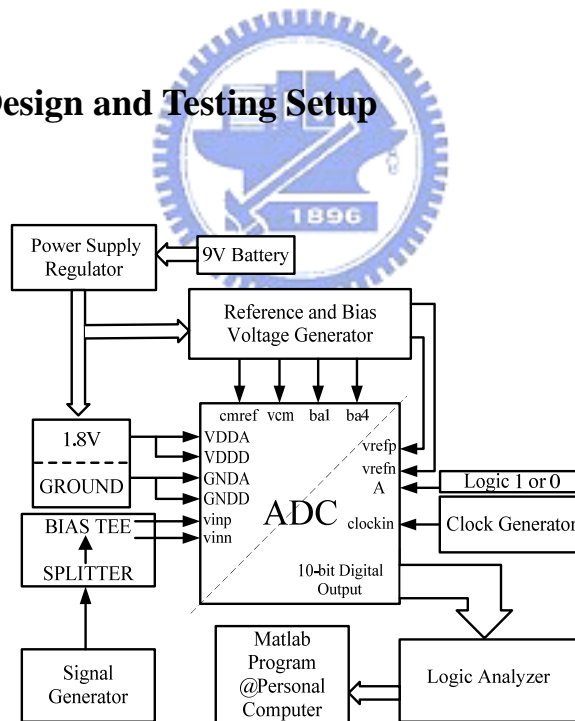 Design and Testing Setup
1896
Power Supply
Regulator
9V Battery
Reference and Bias
Voltage Generator
cmref vcm ba1 ba4
1.8V
GROUND
VDDA
VDDD
GNDA
GNDD
vinp
vinn
vrefp
vrefn
A
clockin
ADC
Logic 1 or 0
Clock Generator
BIAS TEE
SPLITTER
10-bit Digital
Output
Signal
Generator
Matlab
Program
@Personal
Computer
Logic Analyzer